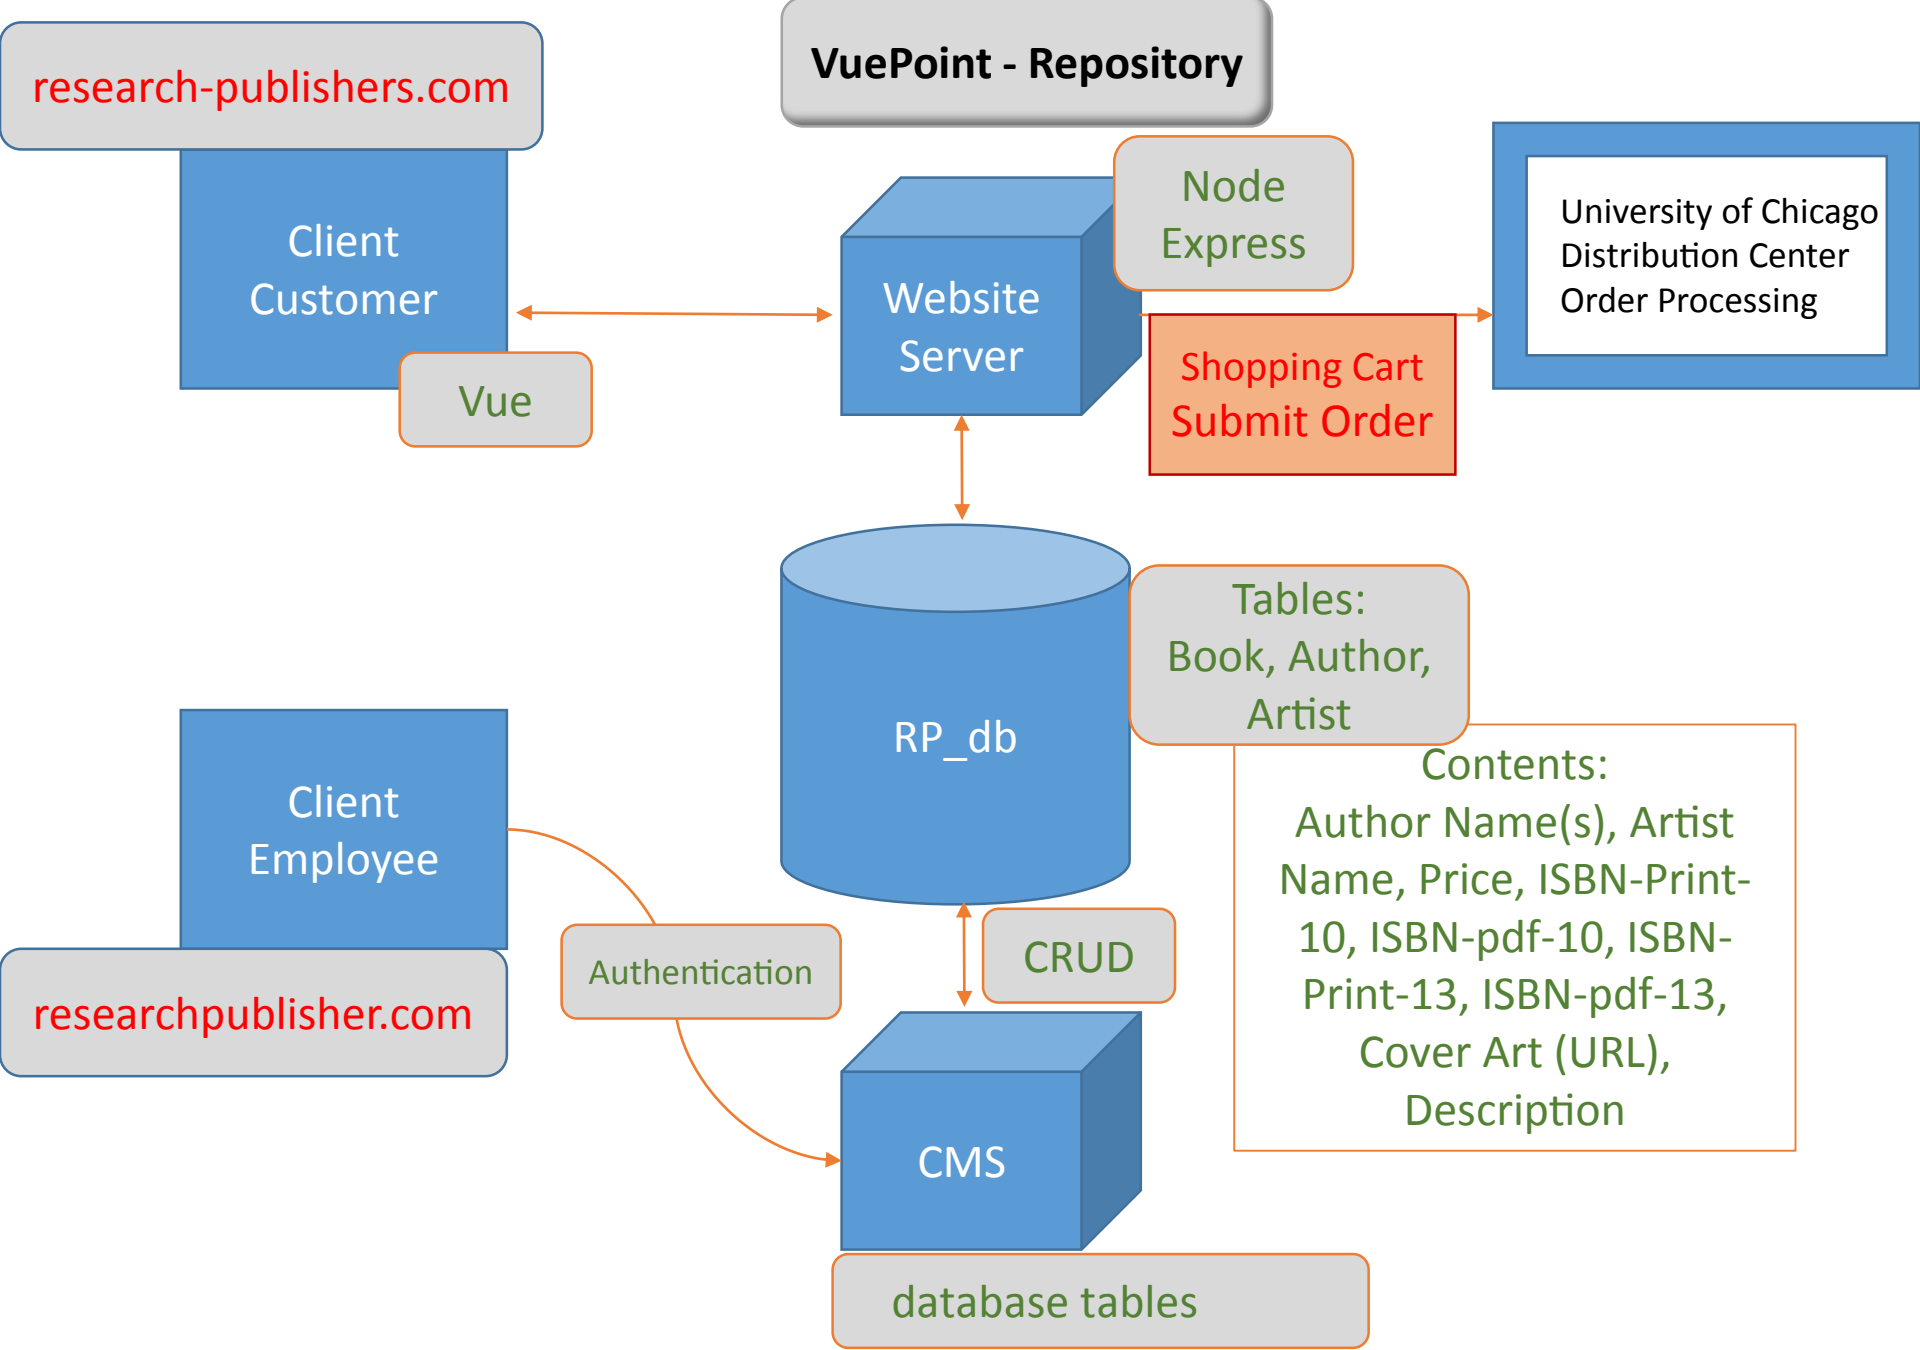 VuePoint - Repository
research-publishers.com
Client
Customer
Vue
Website
Server
Node
Express
Shopping Cart
Submit Order
University of Chicago
Distribution Center
Order Processing
RP_db
Tables:
Book, Author,
Artist
Contents:
Author Name(s), Artist
Name, Price, ISBN-Print-
10, ISBN-pdf-10, ISBN-
Print-13, ISBN-pdf-13,
Cover Art (URL),
Description
Client
Employee
researchpublisher.com
Authentication
CRUD
CMS
database tables